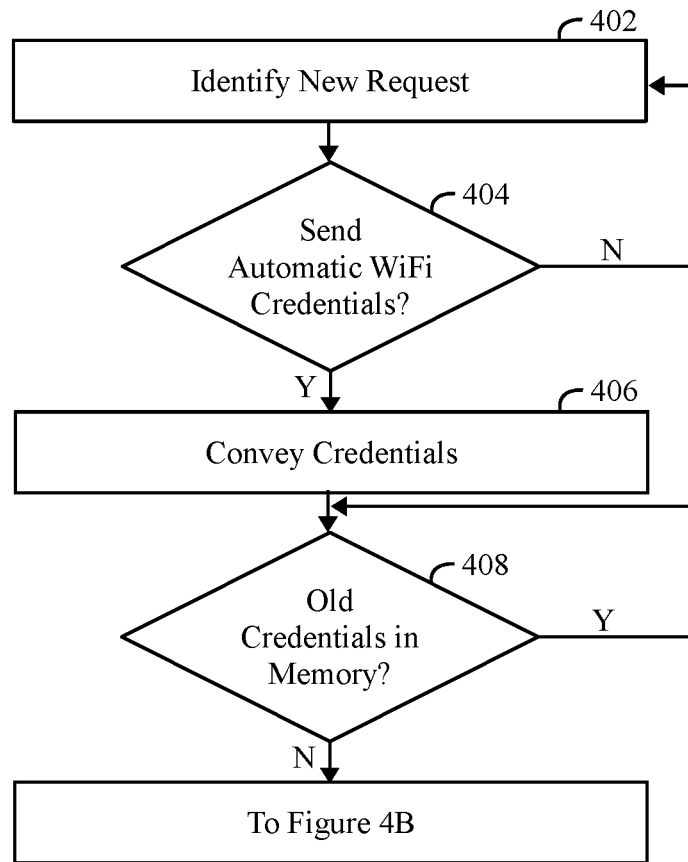 402
Identify New Request
404
Send
Automatic WiFi
Credentials?
N
Y
406
Convey Credentials
408
Old
Credentials in
Memory?
Y
N
To Figure 4B